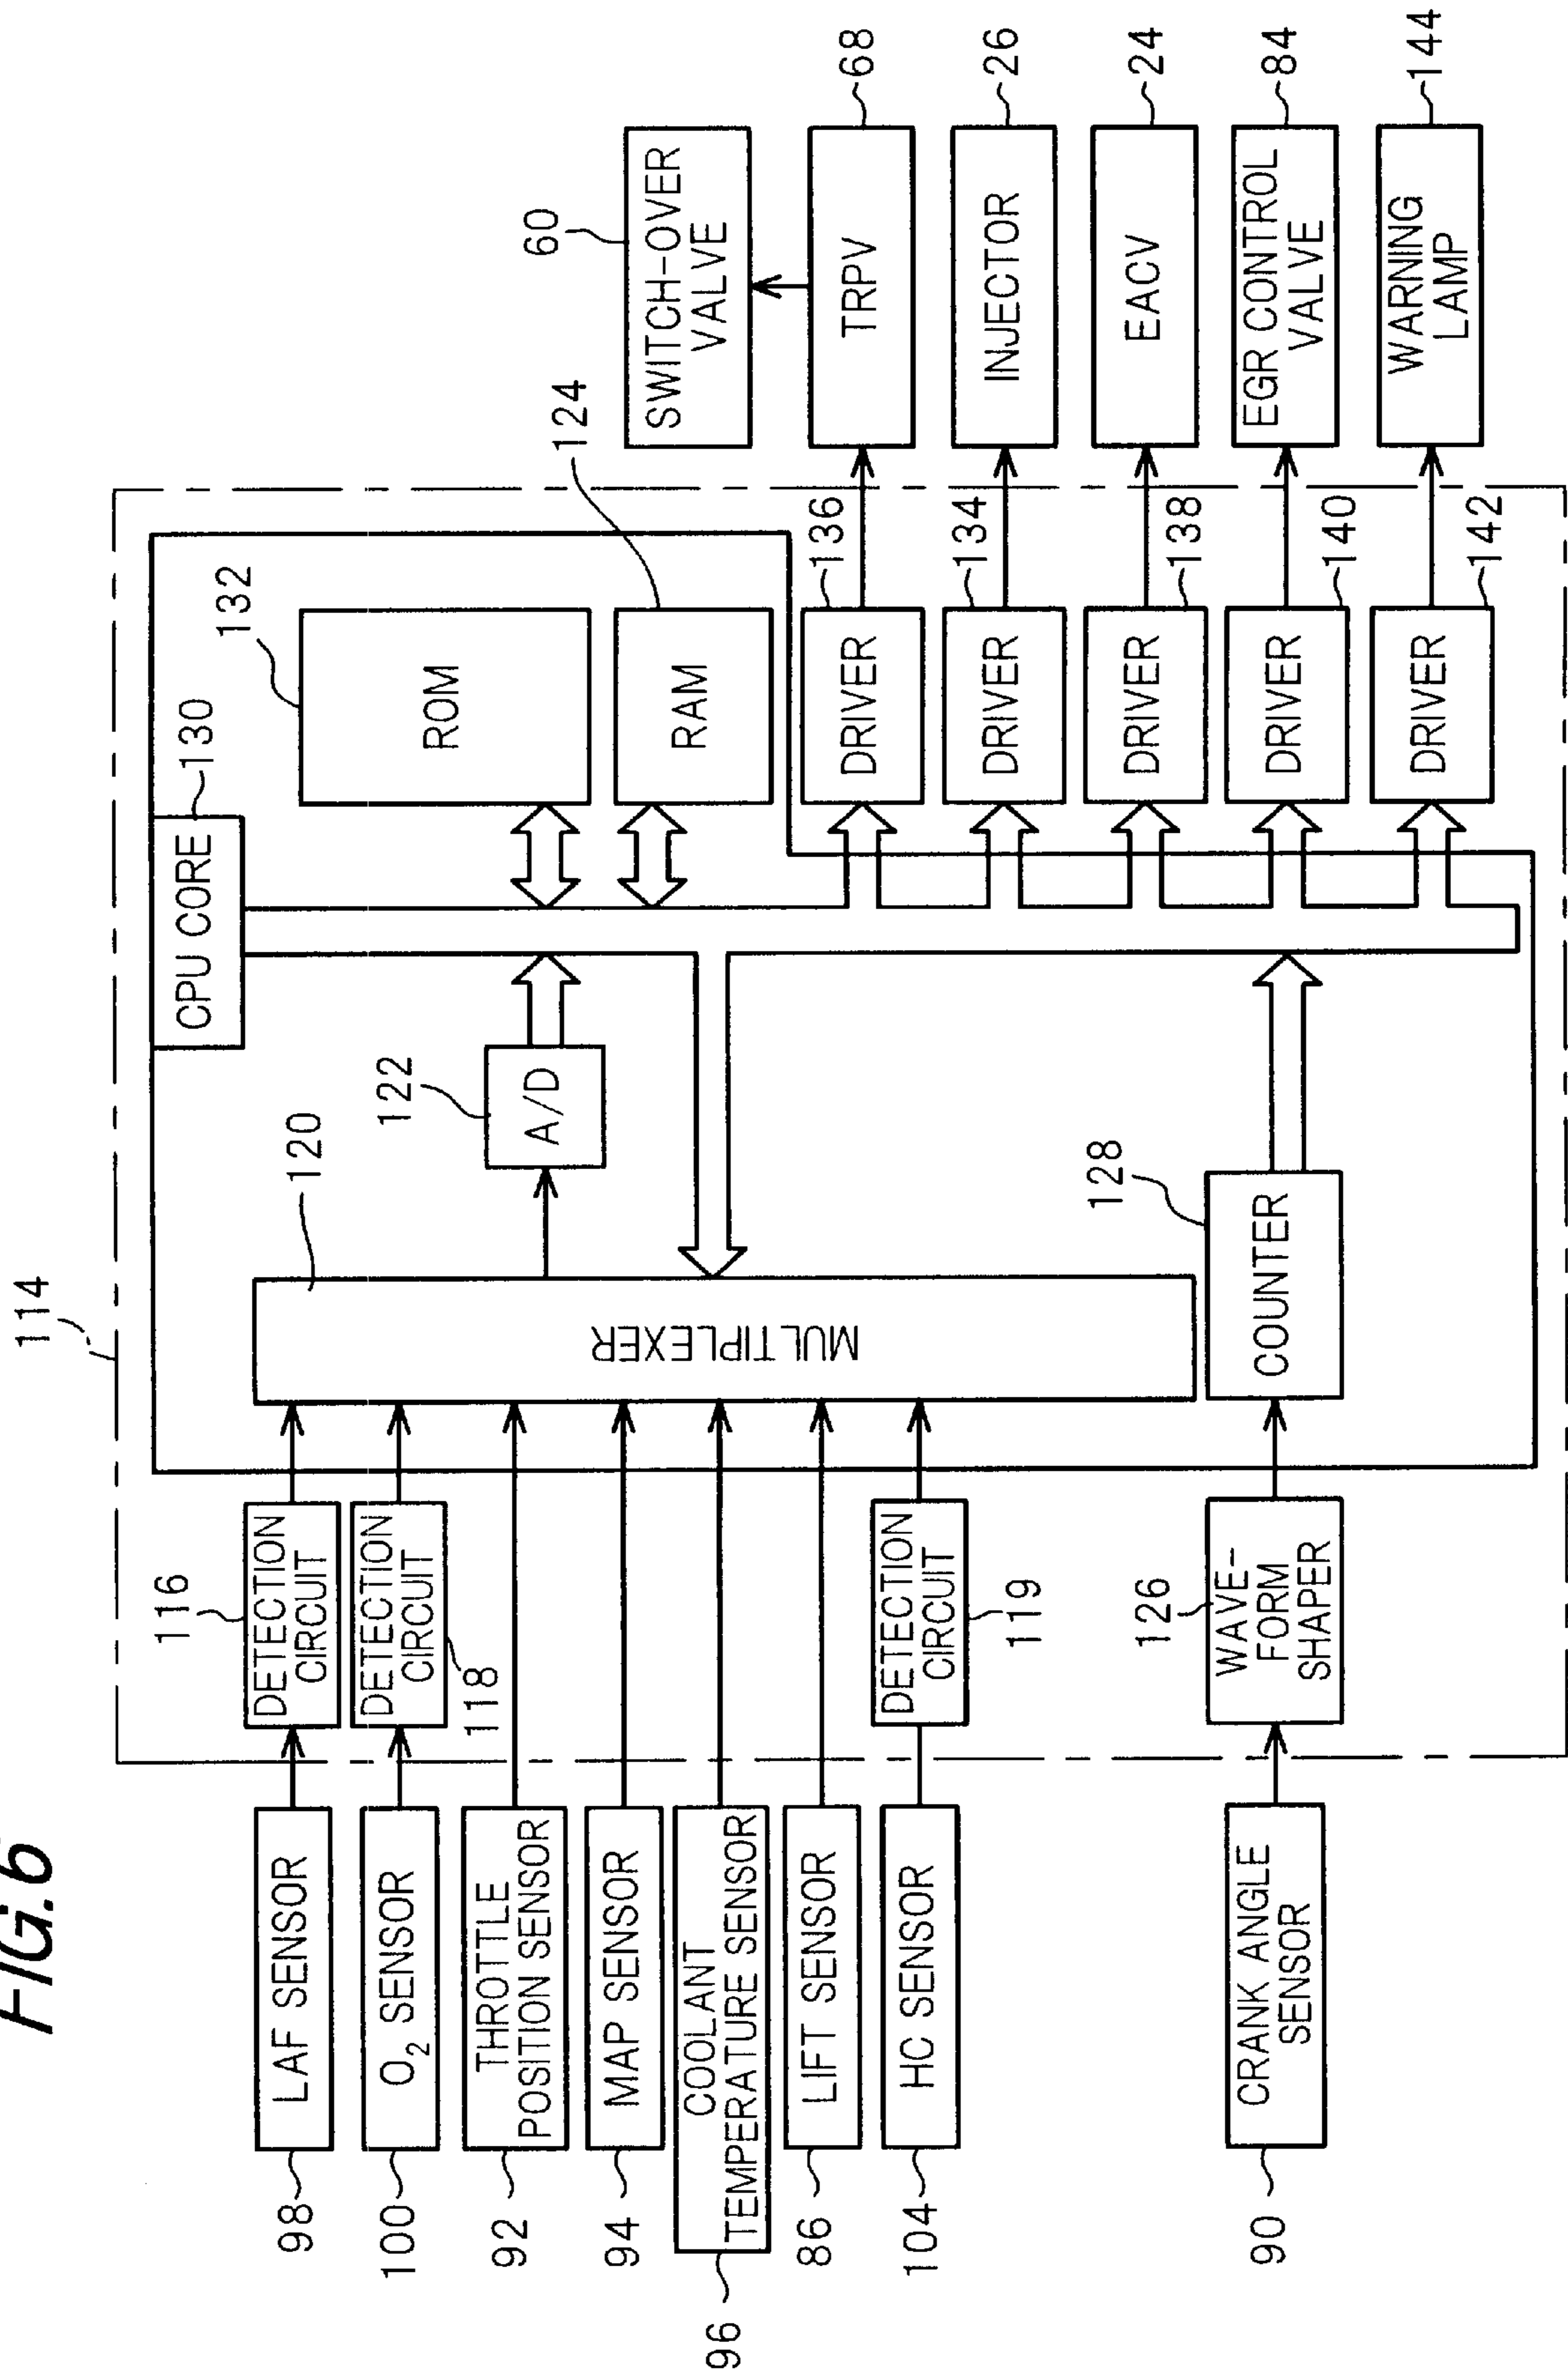 FIG.6
114
LAF SENSOR
98
O₂ SENSOR
100
THROTTLE
POSITION SENSOR
92
MAP SENSOR
94
COOLANT
TEMPERATURE SENSOR
96
LIFT SENSOR
86
HC SENSOR
104
CRANK ANGLE
SENSOR
90
116
DETECTION
CIRCUIT
DETECTION
CIRCUIT
118
DETECTION
CIRCUIT
119
126
WAVE-
FORM
SHAPER
120
MULTIPLEXER
122
A/D
128
COUNTER
CPU CORE
130
132
ROM
124
RAM
DRIVER
136
DRIVER
134
DRIVER
138
DRIVER
140
DRIVER
142
60
SWITCH-OVER
VALVE
TRPV
68
INJECTOR
26
EACV
24
EGR CONTROL
VALVE
84
WARNING
LAMP
144